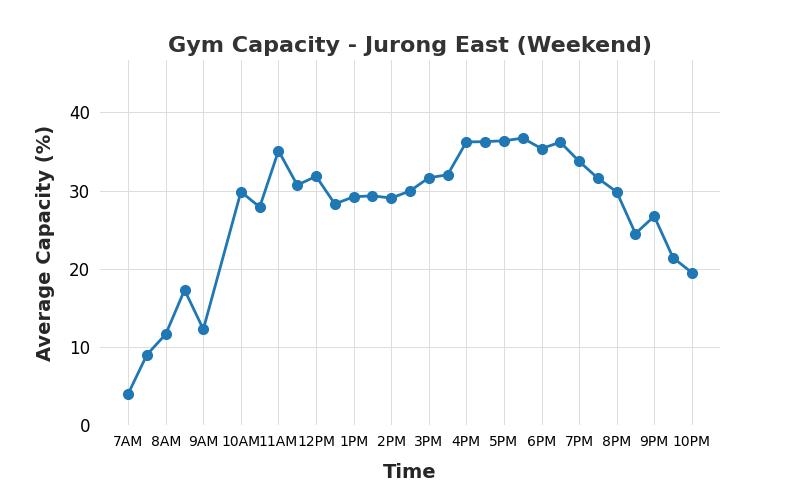 Gym Capacity - Jurong East (Weekend)
Average Capacity (%)
40
30
20
10
0
7AM 8AM 9AM 10AM 11AM 12PM 1PM 2PM 3PM 4PM 5PM 6PM 7PM 8PM 9PM 10PM
Time